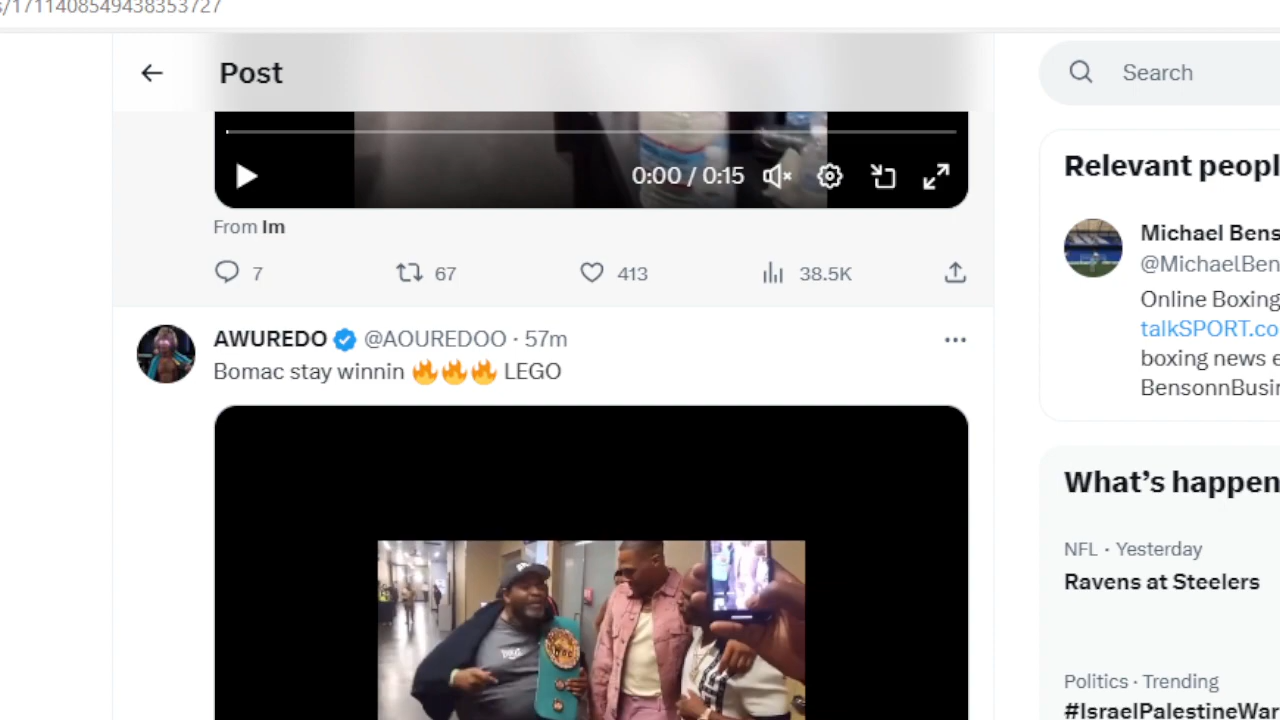 s/1711408549438353727
Post
Search
0:00 / 0:15
From Im
7 67 413 38.5K
AWUREDO @AOUREDOO · 57m
Bomac stay winnin 🔥🔥🔥 LEGO
Relevant peopl
Michael Bens
@MichaelBen
Online Boxing
talkSPORT.co
boxing news e
BensonnBusin
What's happen
NFL · Yesterday
Ravens at Steelers
Politics · Trending
#IsraelPalestineWar